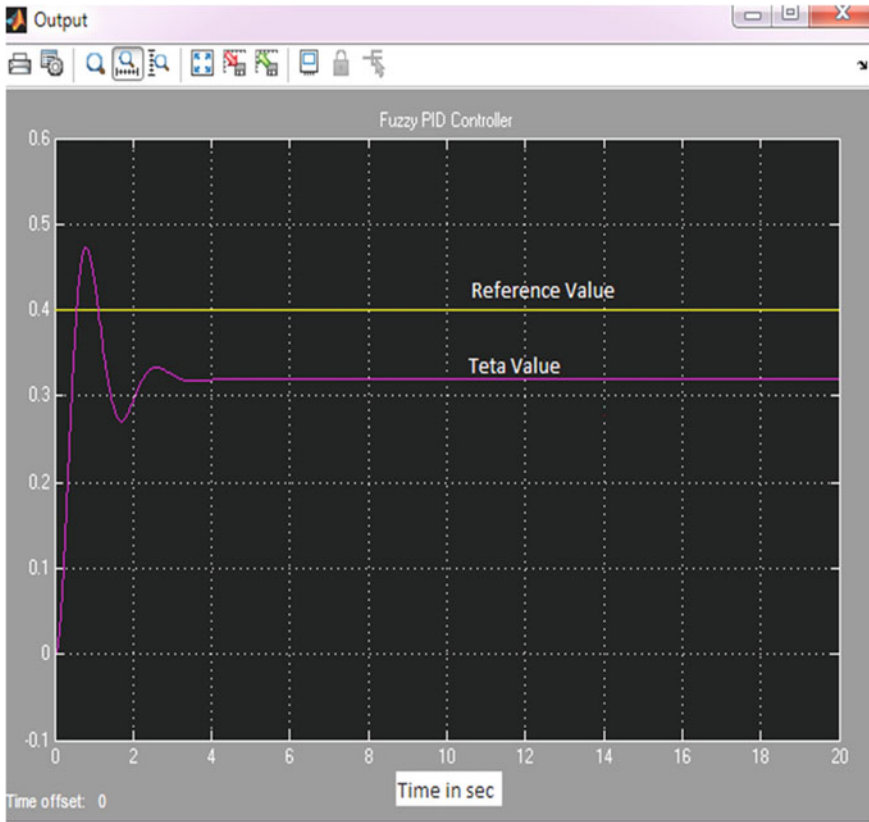 Output
Fuzzy PID Controller
0.6
0.5
0.4
0.3
0.2
0.1
0
-0.1
Reference Value
Teta Value
0 2 4 6 8 10 12 14 16 18 20
Time in sec
Time offset: 0